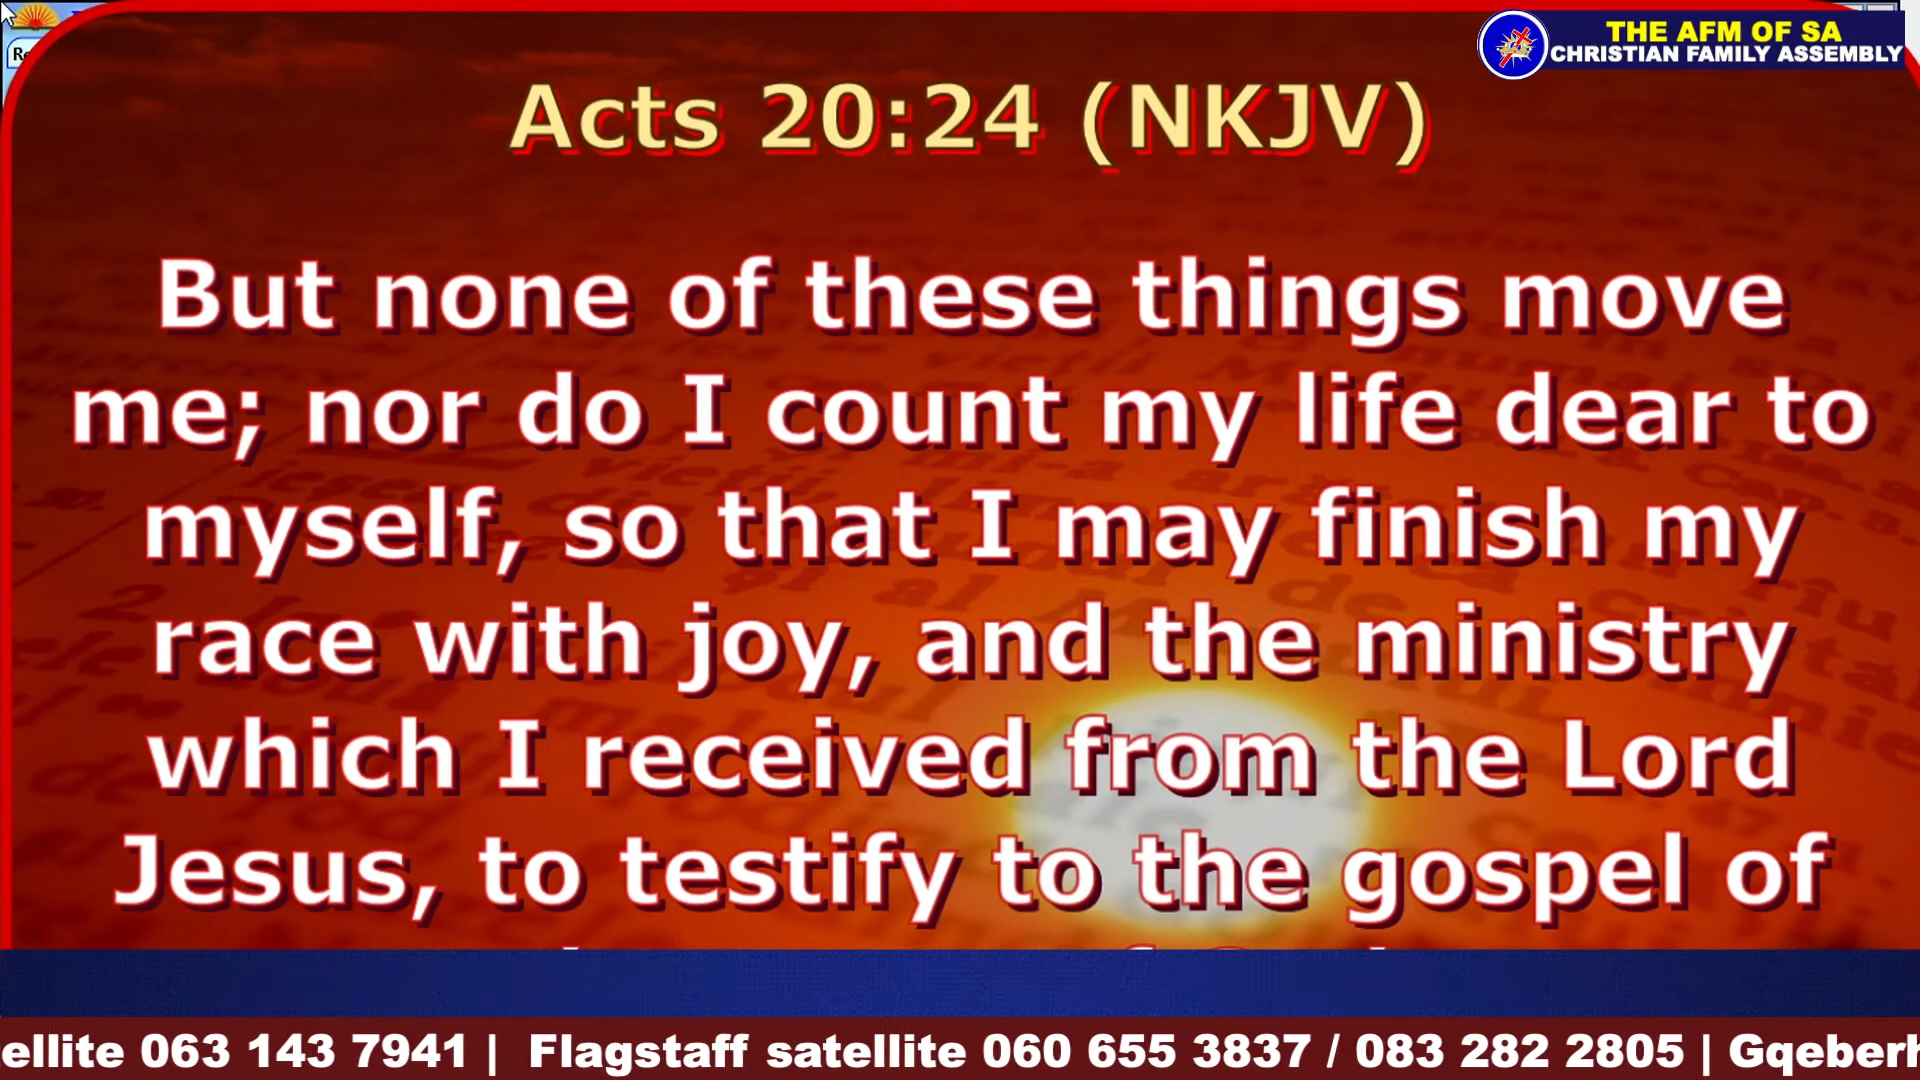 THE AFM OF SA
CHRISTIAN FAMILY ASSEMBLY
Acts 20:24 (NKJV)
But none of these things move
me; nor do I count my life dear to
myself, so that I may finish my
race with joy, and the ministry
which I received from the Lord
Jesus, to testify to the gospel of
ellite 063 143 7941 | Flagstaff satellite 060 655 3837 / 083 282 2805 | Gqeberh